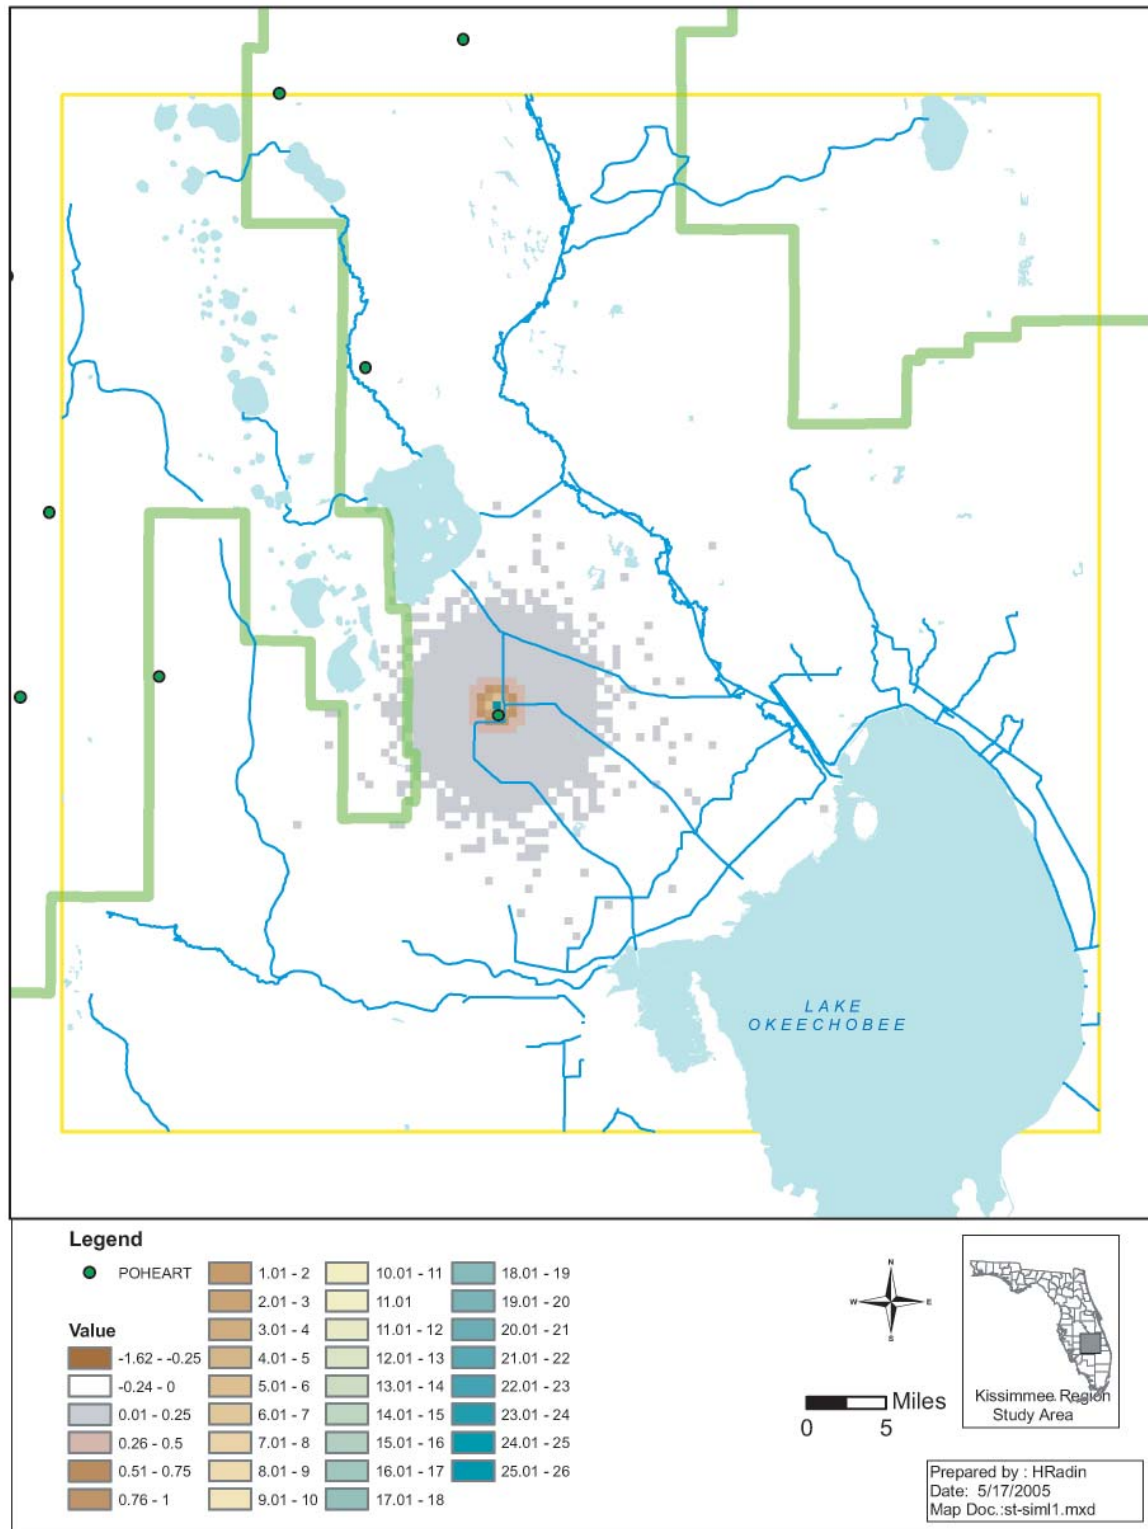 LAKE
OKEECHOBEE
Legend
POHEART
Value
-1.62 - -0.25
-0.24 - 0
0.01 - 0.25
0.26 - 0.5
0.51 - 0.75
0.76 - 1
1.01 - 2
2.01 - 3
3.01 - 4
4.01 - 5
5.01 - 6
6.01 - 7
7.01 - 8
8.01 - 9
9.01 - 10
10.01 - 11
11.01
11.01 - 12
12.01 - 13
13.01 - 14
14.01 - 15
15.01 - 16
16.01 - 17
17.01 - 18
18.01 - 19
19.01 - 20
20.01 - 21
21.01 - 22
22.01 - 23
23.01 - 24
24.01 - 25
25.01 - 26
N
W E
S
Miles
0 5
Kissimmee Region
Study Area
Prepared by : HRadin
Date: 5/17/2005
Map Doc.:st-siml1.mxd